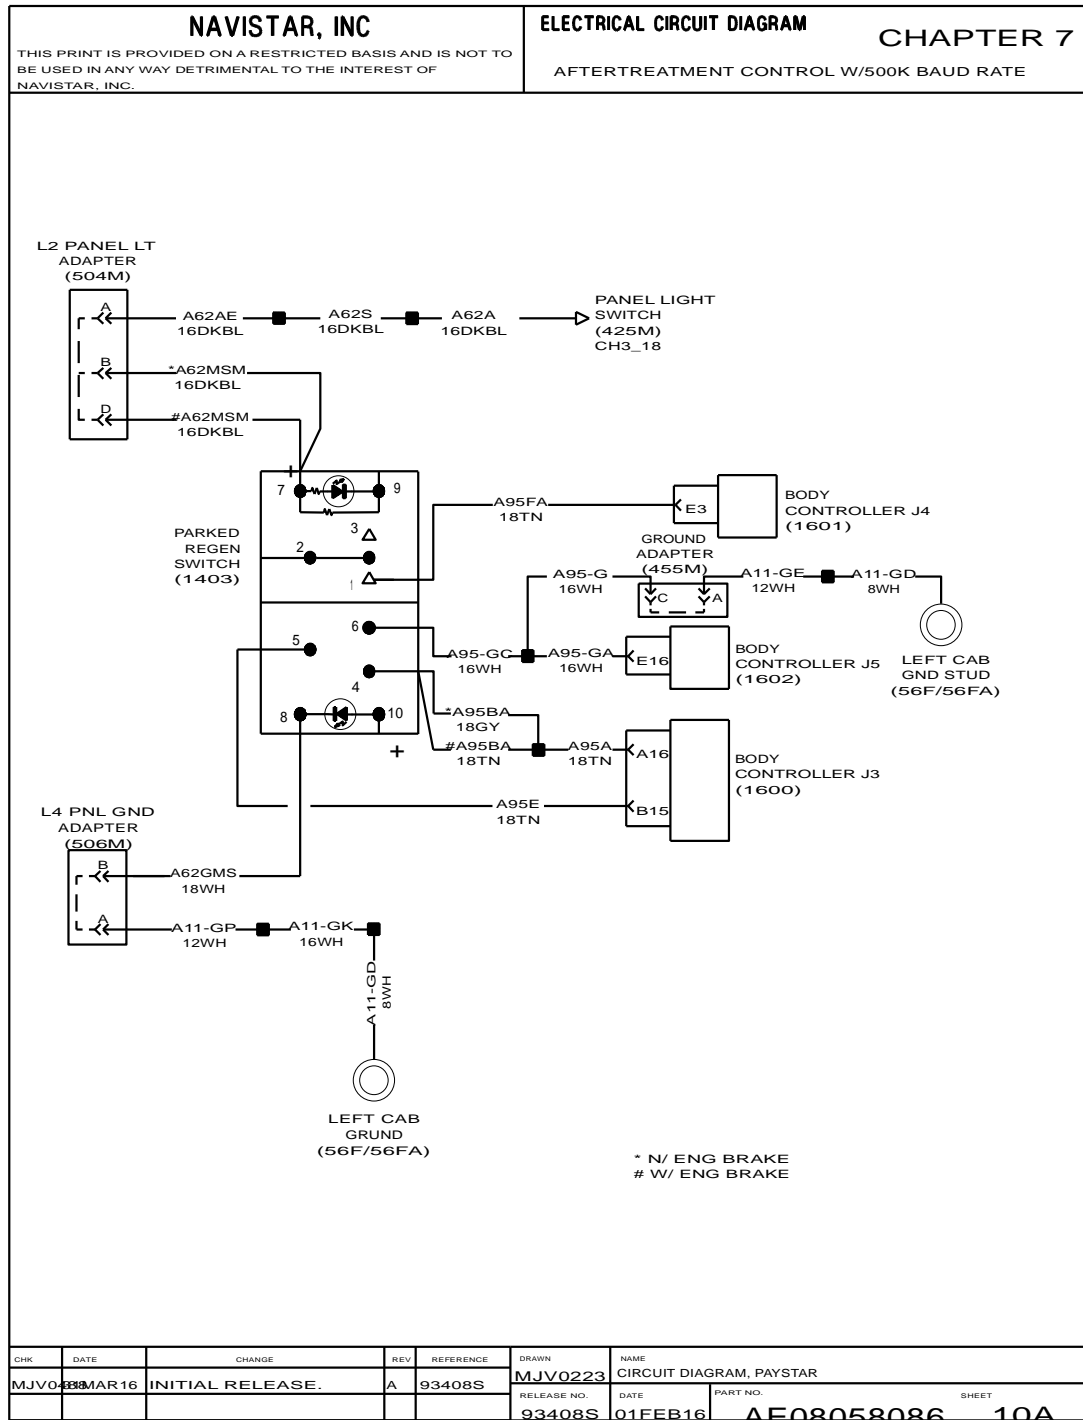 NAVISTAR, INC
THIS PRINT IS PROVIDED ON A RESTRICTED BASIS AND IS NOT TO
BE USED IN ANY WAY DETRIMENTAL TO THE INTEREST OF
NAVISTAR, INC.
ELECTRICAL CIRCUIT DIAGRAM
CHAPTER 7
AFTERTREATMENT CONTROL W/500K BAUD RATE
L2 PANEL LT
ADAPTER
(504M)
A
A62AE
16DKBL
A62S
16DKBL
A62A
16DKBL
PANEL LIGHT
SWITCH
(425M)
CH3_18
B
*A62MSM
16DKBL
D
#A62MSM
16DKBL
+
7
9
PARKED
REGEN
SWITCH
(1403)
3
2
1
A95FA
18TN
E3
BODY
CONTROLLER J4
(1601)
GROUND
ADAPTER
(455M)
A95-G
16WH
C
A
A11-GE
12WH
A11-GD
8WH
LEFT CAB
GND STUD
(56F/56FA)
6
5
4
8
10
+
A95-GC
16WH
A95-GA
16WH
E16
BODY
CONTROLLER J5
(1602)
*A95BA
18GY
#A95BA
18TN
A95A
18TN
A16
BODY
CONTROLLER J3
(1600)
A95E
18TN
B15
L4 PNL GND
ADAPTER
(506M)
B
A62GMS
18WH
A
A11-GP
12WH
A11-GK
16WH
A11-GD
8WH
LEFT CAB
GRUND
(56F/56FA)
* N/ ENG BRAKE
# W/ ENG BRAKE
CHK DATE CHANGE REV REFERENCE
INITIAL RELEASE. A 93408S
DRAWN
MJV0223
NAME
CIRCUIT DIAGRAM, PAYSTAR
RELEASE NO.
93408S
DATE
01FEB16
PART NO.
AE08058086
SHEET
10A